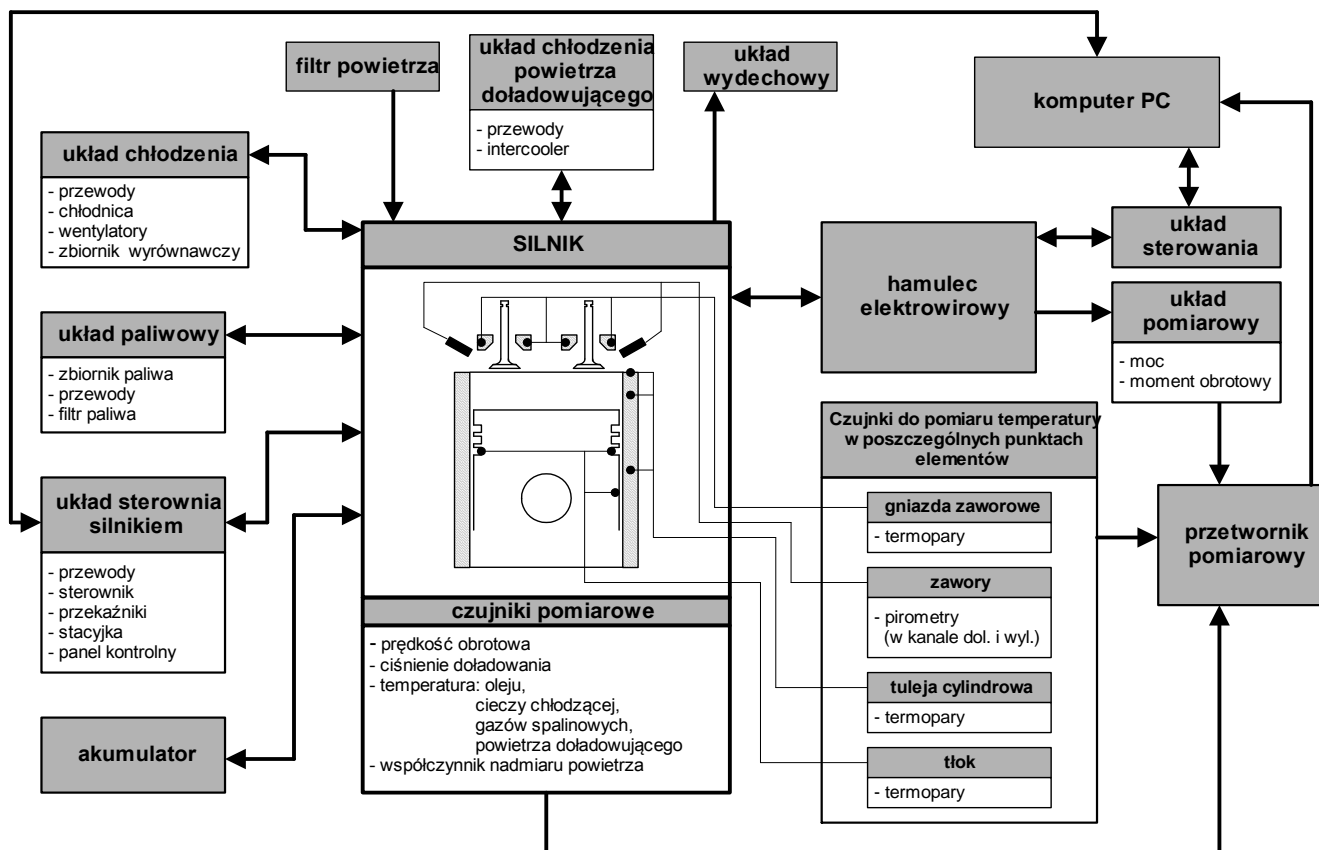 filtr powietrza
układ chłodzenia
powietrza
doładowującego
- przewody
- intercooler
układ
wydechowy
komputer PC
układ chłodzenia
- przewody
- chłodnica
- wentylatory
- zbiornik wyrównawczy
SILNIK
układ
sterowania
hamulec
elektrowirowy
układ
pomiarowy
- moc
- moment obrotowy
układ paliwowy
- zbiornik paliwa
- przewody
- filtr paliwa
Czujnki do pomiaru temperatury
w poszczególnych punktach
elementów
układ sterownia
silnikiem
- przewody
- sterownik
- przekaźniki
- stacyjka
- panel kontrolny
gniazda zaworowe
- termopary
zawory
- pirometry
(w kanale dol. i wyl.)
tuleja cylindrowa
- termopary
tłok
- termopary
przetwornik
pomiarowy
czujniki pomiarowe
- prędkość obrotowa
- ciśnienie doładowania
- temperatura: oleju,
cieczy chłodzącej,
gazów spalinowych,
powietrza doładowującego
- współczynnik nadmiaru powietrza
akumulator